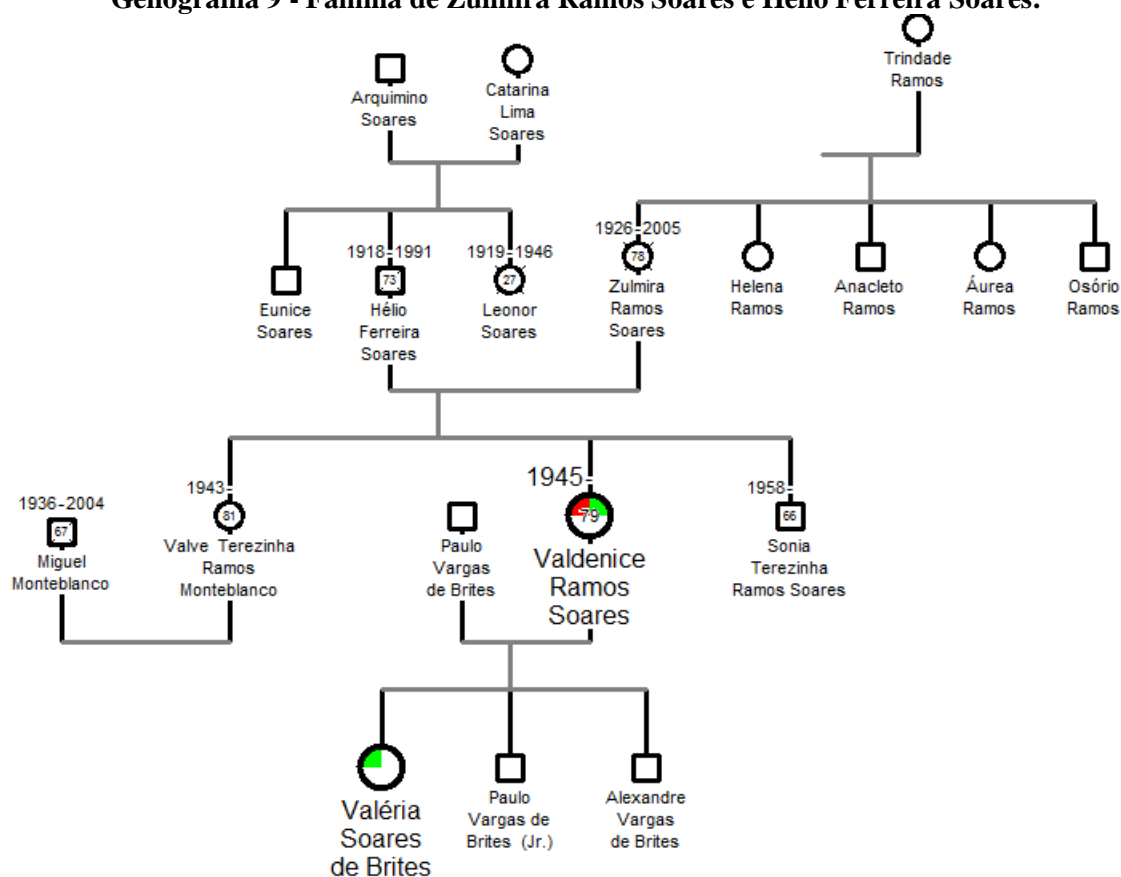 Genograma 9 - Família de Zulmira Ramos Soares e Hélio Ferreira Soares.
Trindade
Ramos
Arquimino
Soares
Catarina
Lima
Soares
1918-1991
1919-1946
1926-2005
73
27
78
Eunice
Soares
Hélio
Ferreira
Soares
Leonor
Soares
Zulmira
Ramos
Soares
Helena
Ramos
Anacleto
Ramos
Áurea
Ramos
Osório
Ramos
1936-2004
1943-
1945-
1958-
67
81
79
66
Miguel
Monteblanco
Valve Terezinha
Ramos
Monteblanco
Paulo
Vargas
de Brites
Valdenice
Ramos
Soares
Sonia
Terezinha
Ramos Soares
Valéria
Soares
de Brites
Paulo
Vargas de
Brites (Jr.)
Alexandre
Vargas
de Brites